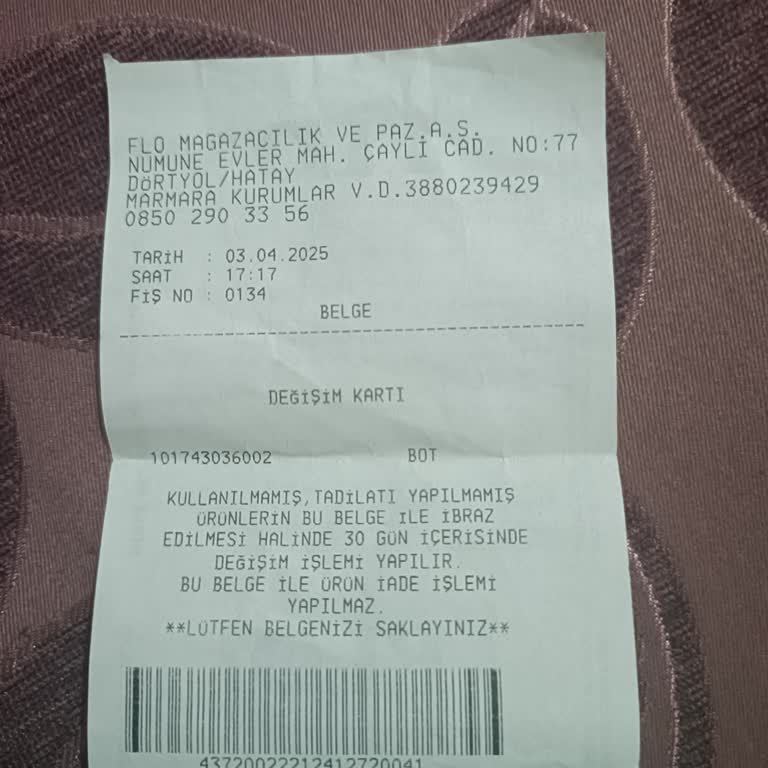 FLO MAGAZACILIK VE PAZ.A.S.
NUMUNE EVLER MAH. ÇAYLİ CAD. NO:77
DÖRTYOL/HATAY
MARMARA KURUMLAR V.D.3880239429
0850 290 33 56
TARİH : 03.04.2025
SAAT : 17:17
FİŞ NO : 0134
BELGE
DEĞİŞİM KARTI
101743036002 BOT
KULLANILMAMIŞ,TADİLATI YAPILMAMIŞ
ÜRÜNLERİN BU BELGE İLE İBRAZ
EDİLMESİ HALİNDE 30 GÜN İÇERİSİNDE
DEĞİŞİM İŞLEMİ YAPILIR.
BU BELGE İLE ÜRÜN İADE İŞLEMİ
YAPILMAZ.
**LÜTFEN BELGENİZİ SAKLAYINIZ**
43720022212412720041